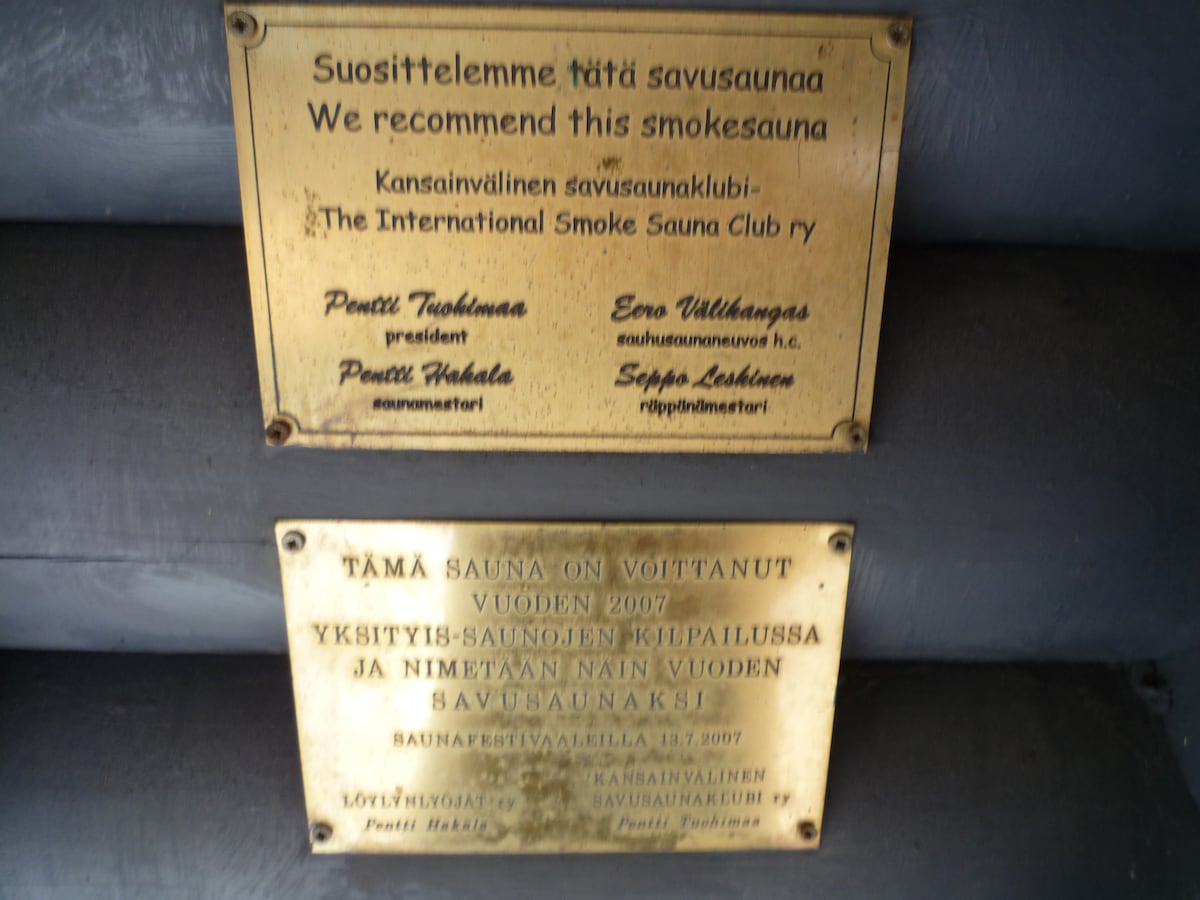 Suosittelemme tätä savusaunaa
We recommend this smokesauna
Kansainvälinen savusaunaklubi-
The International Smoke Sauna Club ry
Pentti Tuohimaa
president
Eero Välikangas
sauhusaunaneuvos h.c.
Pentti Hakala
saunamestari
Seppo Leskinen
räppänämestari
TÄMÄ SAUNA ON VOITTANUT
VUODEN 2007
YKSITYIS-SAUNOJEN KILPAILUSSA
JA NIMETÄÄN NÄIN VUODEN
SAVUSAUNAKSI
SAUNAFESTIVAALEILLA 13.7.2007
LÖYLYNLYÖJÄT ry
Pentti Hakala
KANSAINVÄLINEN
SAVUSAUNAKLUBI ry
Pentti Tuohimaa